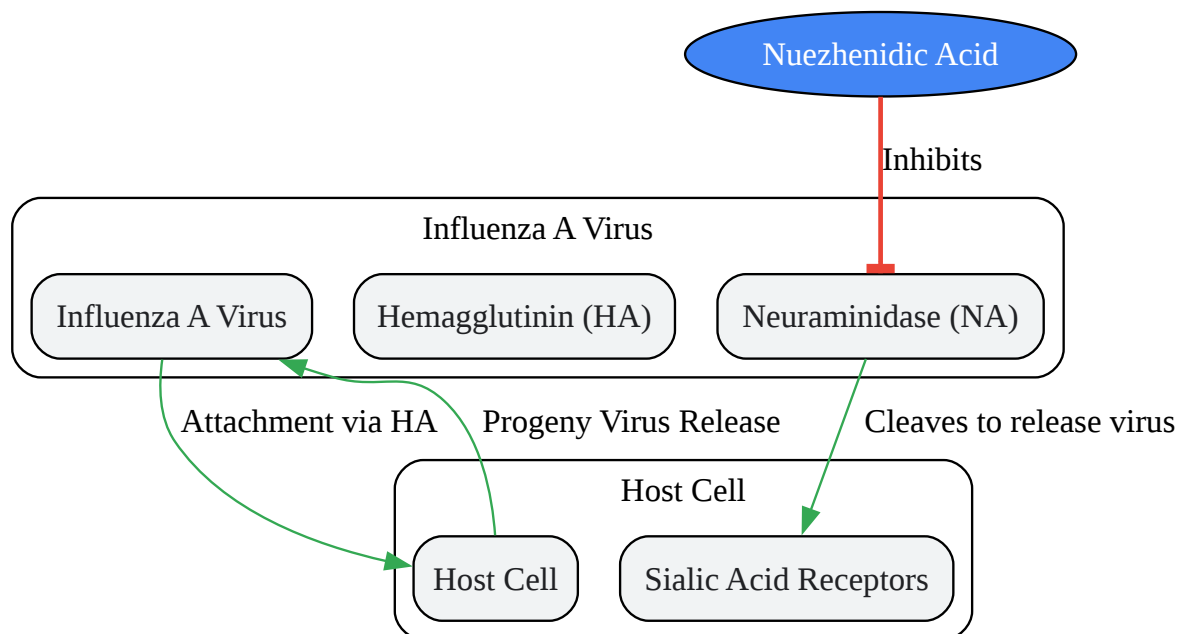 Nuezhenidic Acid
Inhibits
Influenza A Virus
Influenza A Virus
Hemagglutinin (HA)
Neuraminidase (NA)
Attachment via HA
Progeny Virus Release
Cleaves to release virus
Host Cell
Host Cell
Sialic Acid Receptors